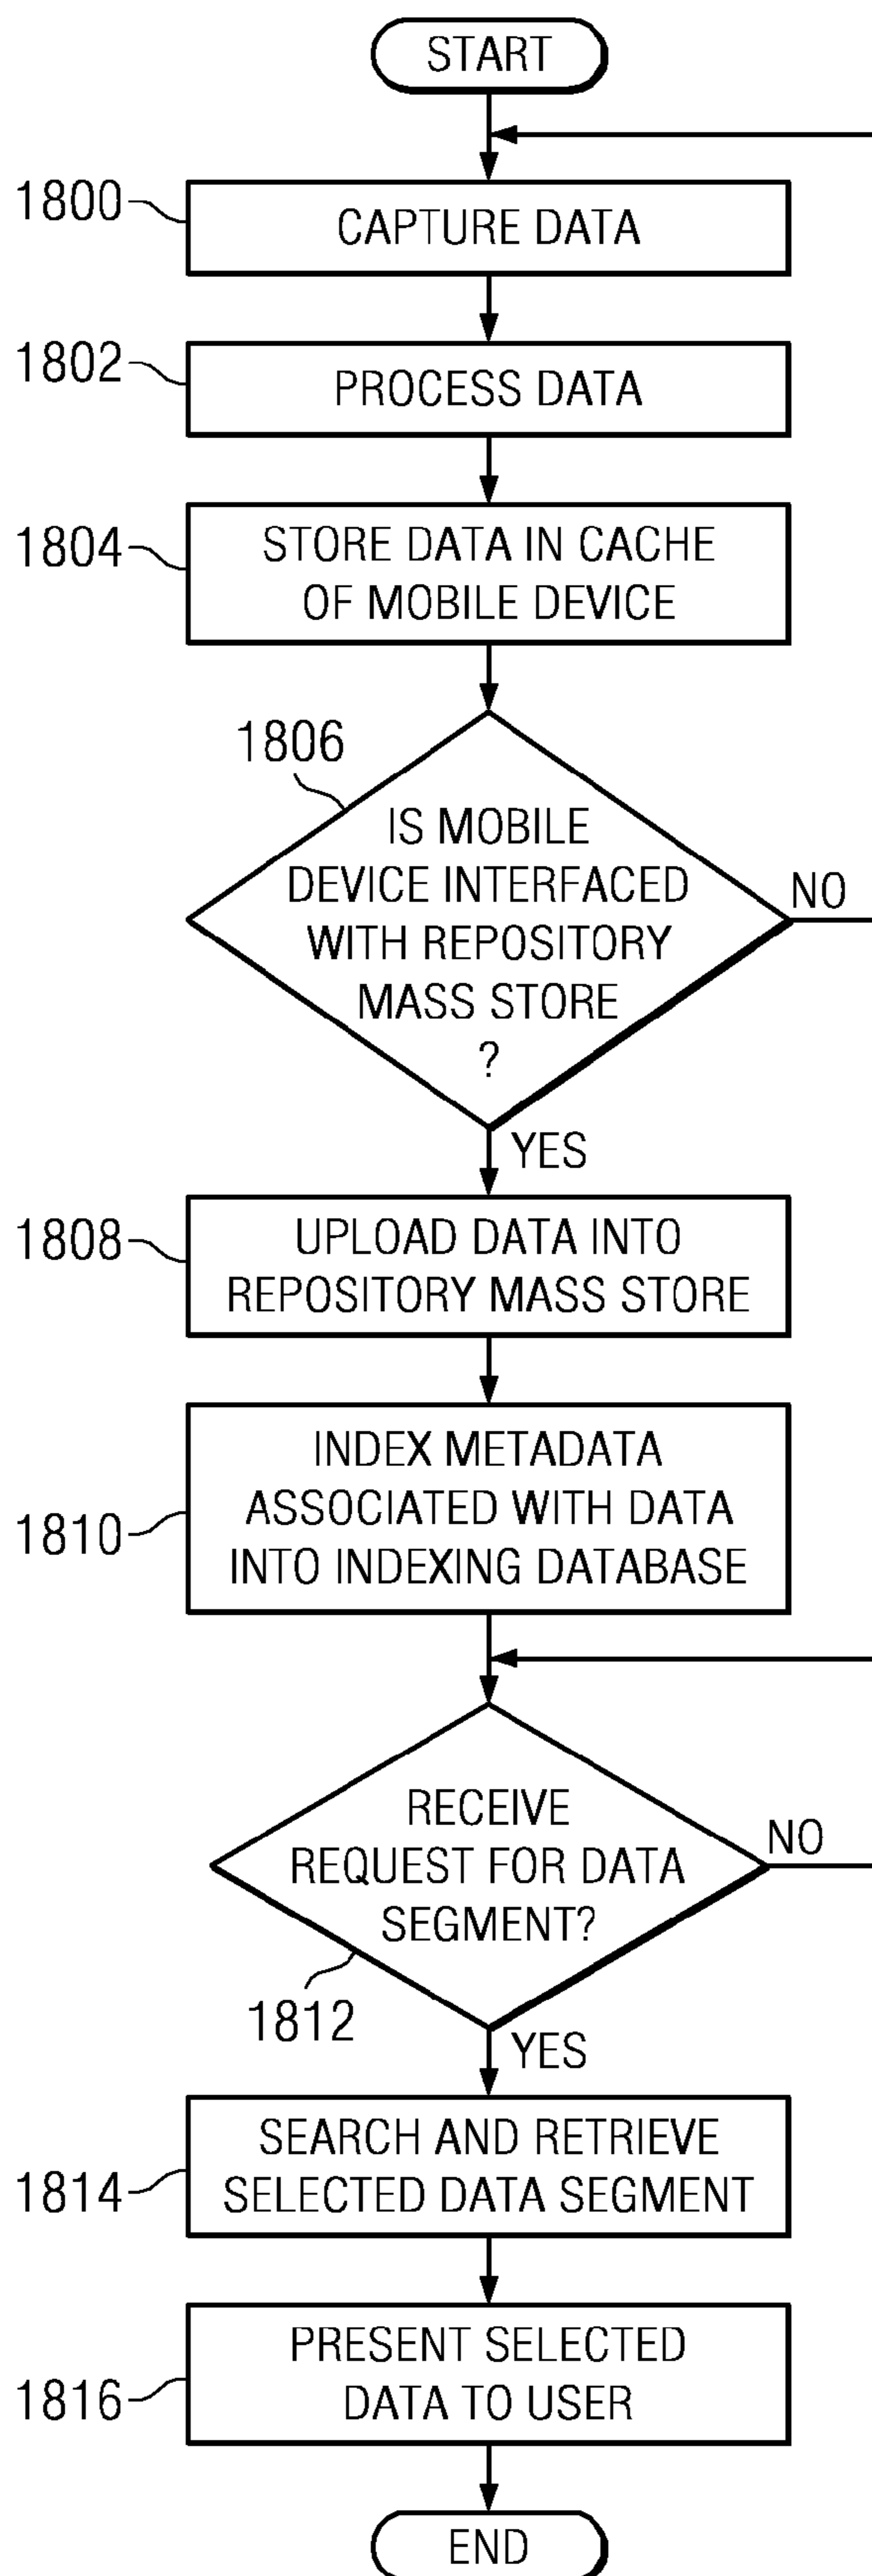 START
1800
CAPTURE DATA
1802
PROCESS DATA
1804
STORE DATA IN CACHE
OF MOBILE DEVICE
1806
IS MOBILE
DEVICE INTERFACED
WITH REPOSITORY
MASS STORE
?
NO
YES
1808
UPLOAD DATA INTO
REPOSITORY MASS STORE
1810
INDEX METADATA
ASSOCIATED WITH DATA
INTO INDEXING DATABASE
RECEIVE
REQUEST FOR DATA
SEGMENT?
NO
1812
YES
1814
SEARCH AND RETRIEVE
SELECTED DATA SEGMENT
1816
PRESENT SELECTED
DATA TO USER
END